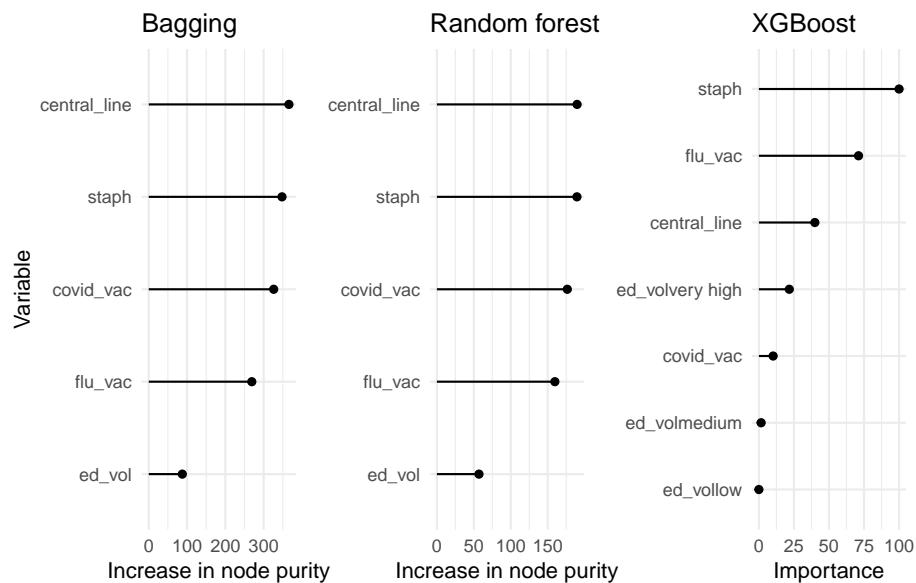 Bagging
Random forest
XGBoost
Variable
central_line
staph
covid_vac
flu_vac
ed_vol
0 100 200 300
Increase in node purity
central_line
staph
covid_vac
flu_vac
ed_vol
0 50 100 150
Increase in node purity
staph
flu_vac
central_line
ed_volvery high
covid_vac
ed_volmedium
ed_vollow
0 25 50 75 100
Importance